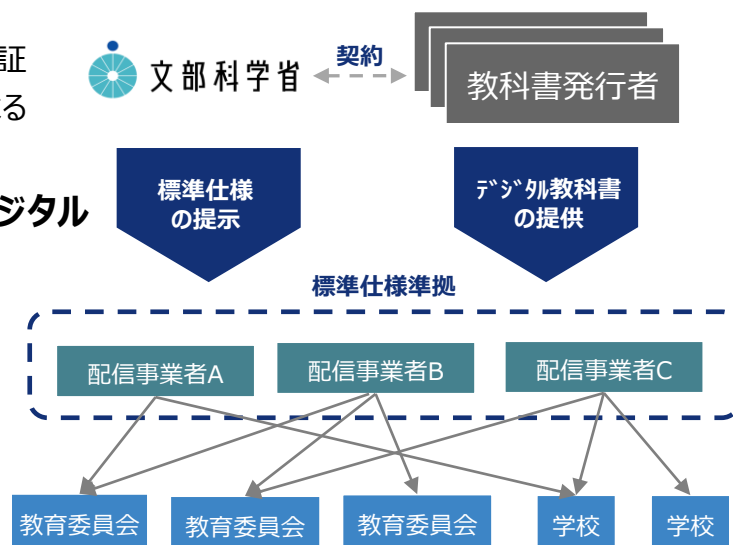 証
る
ジタル
文部科学省
契約
教科書発行者
標準仕様
の提示
ﾃﾞｼﾞﾀﾙ教科書
の提供
標準仕様準拠
配信事業者A
配信事業者B
配信事業者C
教育委員会
教育委員会
教育委員会
学校
学校